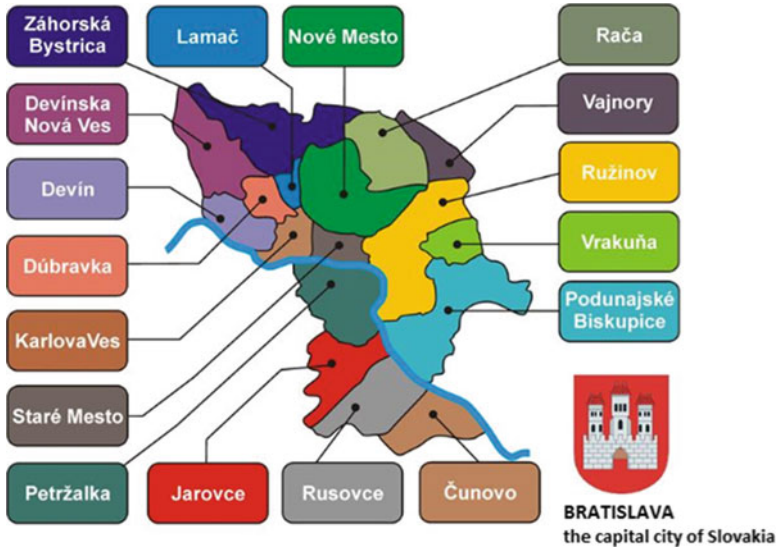 Záhorská
Bystrica
Lamač
Nové Mesto
Rača
Devínska
Nová Ves
Vajnory
Devín
Ružinov
Dúbravka
Vrakuňa
KarlovaVes
Podunajské
Biskupice
Staré Mesto
Petržalka
Jarovce
Rusovce
Čunovo
BRATISLAVA
the capital city of Slovakia